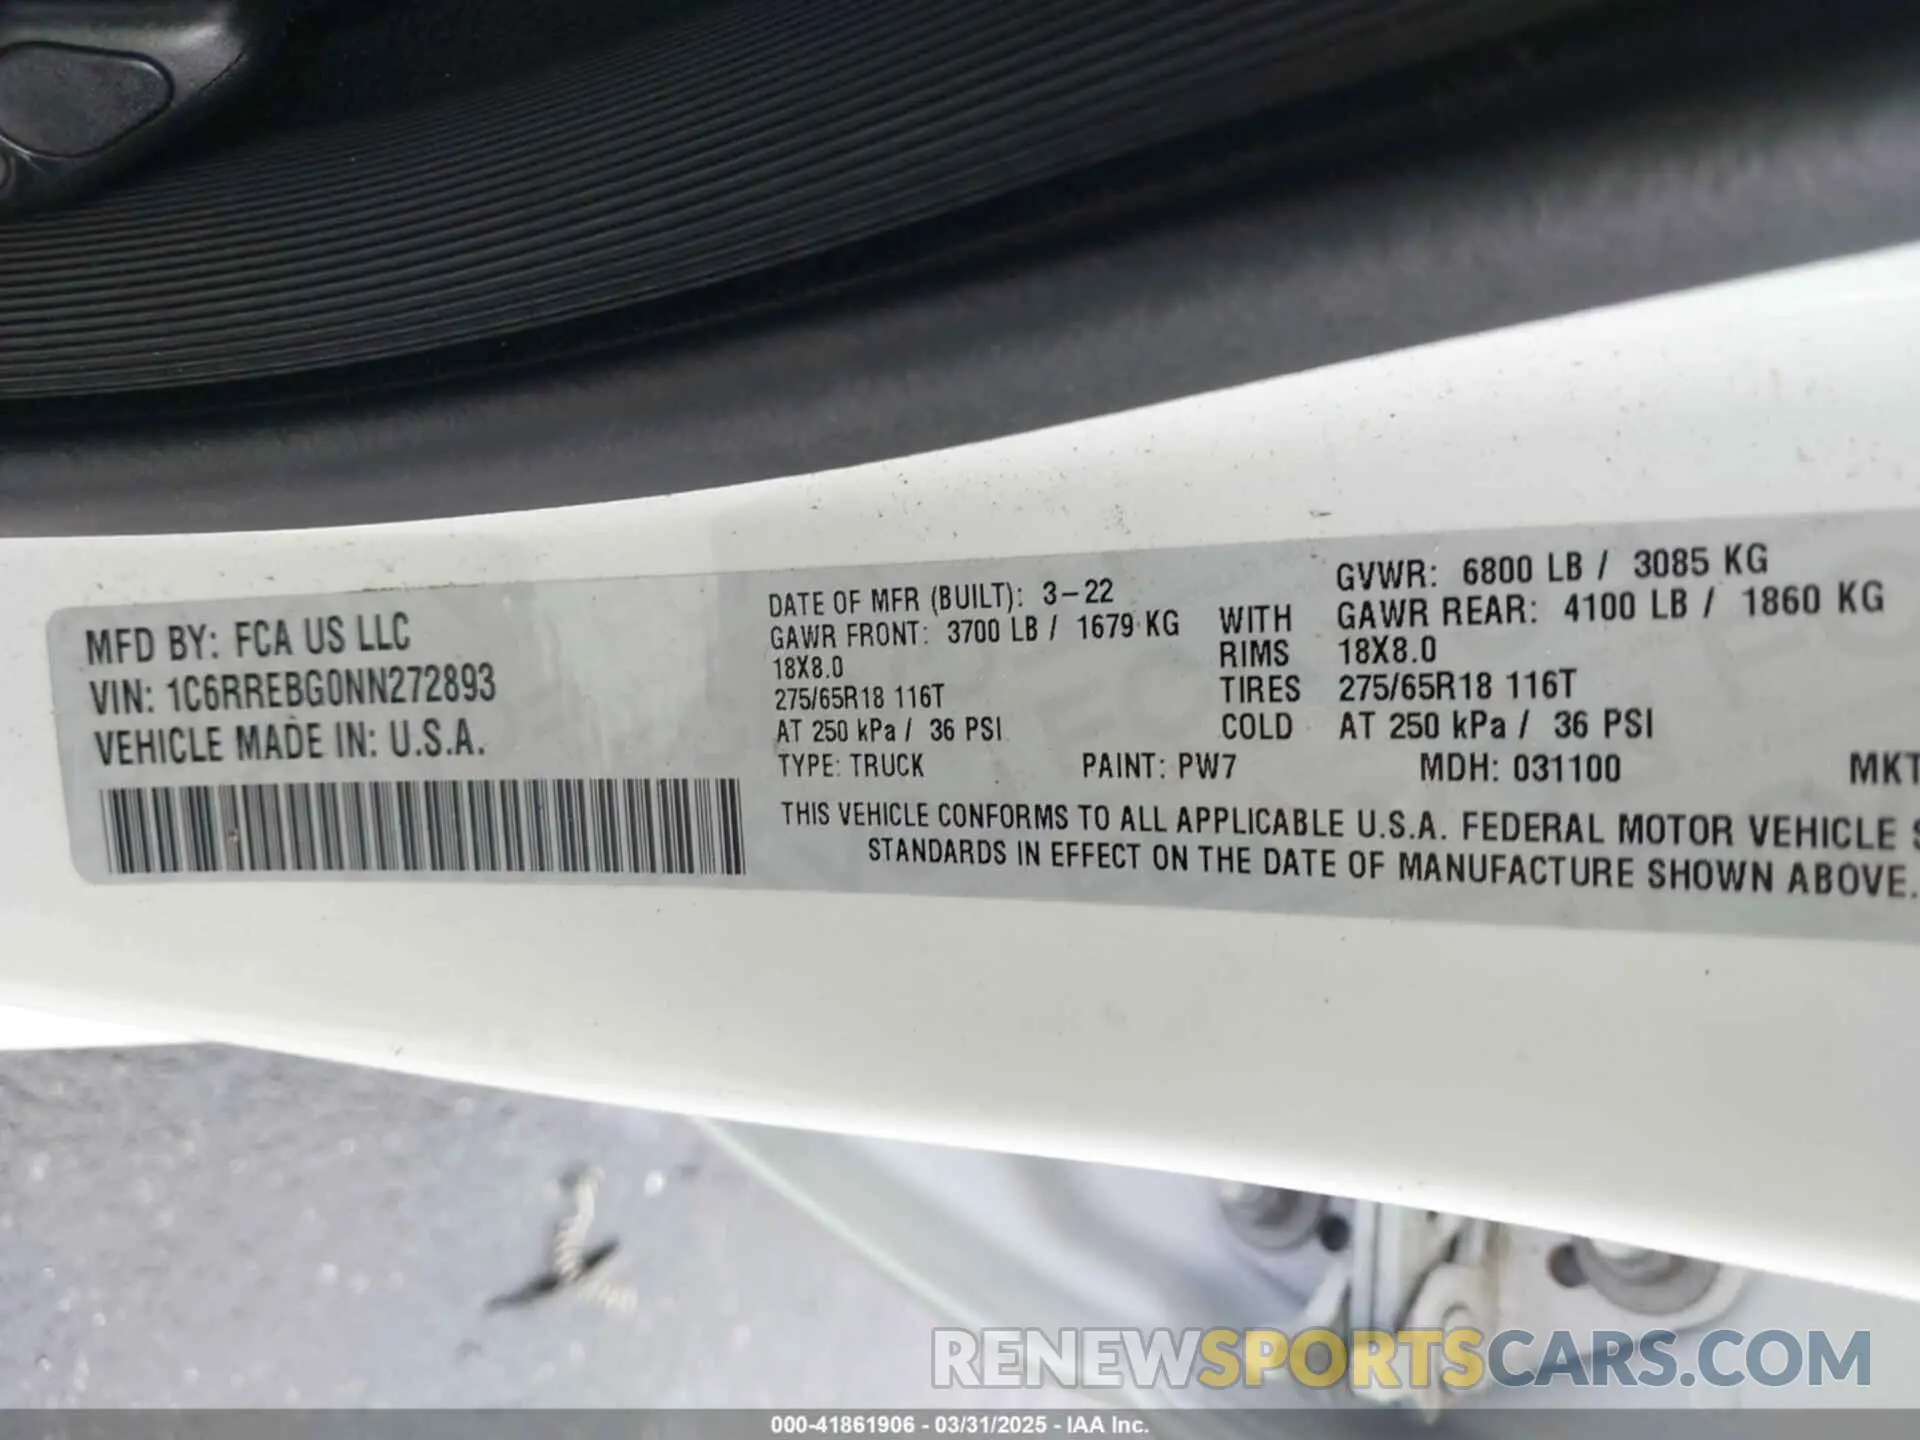 MFD BY: FCA US LLC
VIN: 1C6RREBG0NN272893
VEHICLE MADE IN: U.S.A.
DATE OF MFR (BUILT): 3-22
GVWR: 6800 LB / 3085 KG
GAWR FRONT: 3700 LB / 1679 KG WITH GAWR REAR: 4100 LB / 1860 KG
18X8.0 RIMS 18X8.0
275/65R18 116T TIRES 275/65R18 116T
AT 250 kPa / 36 PSI COLD AT 250 kPa / 36 PSI
TYPE: TRUCK PAINT: PW7 MDH: 031100 MKT
THIS VEHICLE CONFORMS TO ALL APPLICABLE U.S.A. FEDERAL MOTOR VEHICLE
STANDARDS IN EFFECT ON THE DATE OF MANUFACTURE SHOWN ABOVE.
RENEWSPORTSCARS.COM
000-41861906 - 03/31/2025 - IAA Inc.